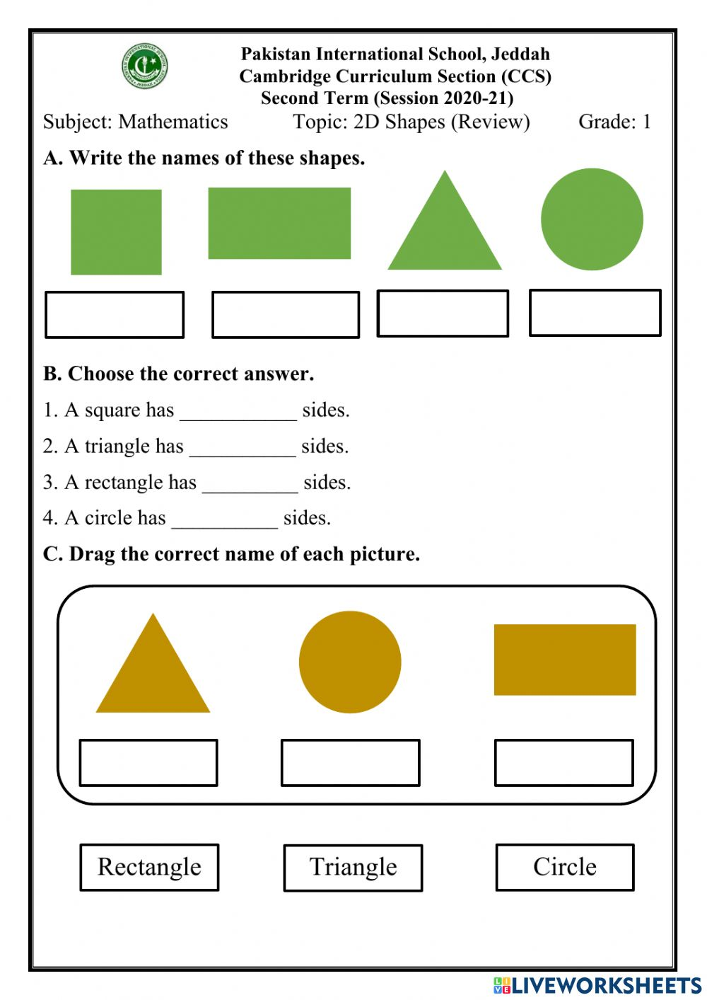 Pakistan International School, Jeddah
Cambridge Curriculum Section (CCS)
Second Term (Session 2020-21)
Subject: Mathematics Topic: 2D Shapes (Review) Grade: 1
A. Write the names of these shapes.
B. Choose the correct answer.
1. A square has ___________ sides.
2. A triangle has __________ sides.
3. A rectangle has _________ sides.
4. A circle has __________ sides.
C. Drag the correct name of each picture.
Rectangle Triangle Circle
LIVE LIVEWORKSHEETS